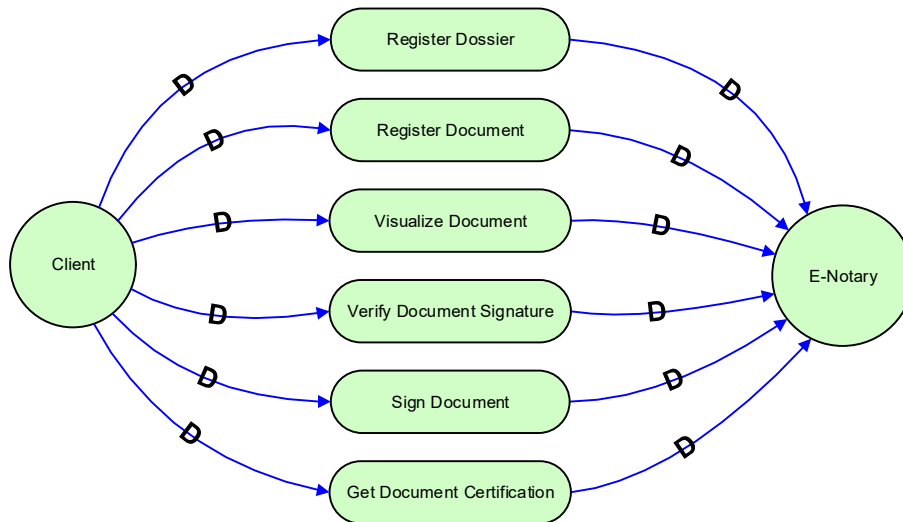 Register Dossier
D
D
Register Document
D
D
Visualize Document
D
D
Client
E-Notary
Verify Document Signature
D
D
Sign Document
D
D
Get Document Certification
D
D